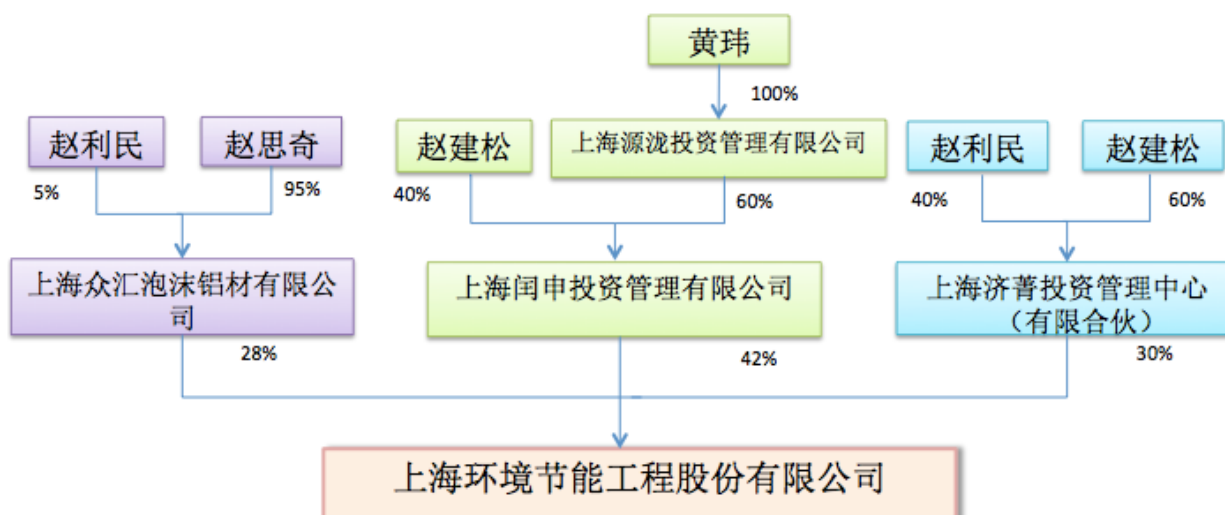 黄玮
100%
赵利民
赵思奇
赵建松
上海源泷投资管理有限公司
赵利民
赵建松
5%
95%
40%
60%
40%
60%
上海众汇泡沫铝材有限公
司
上海闰申投资管理有限公司
上海济菁投资管理中心
（有限合伙）
28%
42%
30%
上海环境节能工程股份有限公司